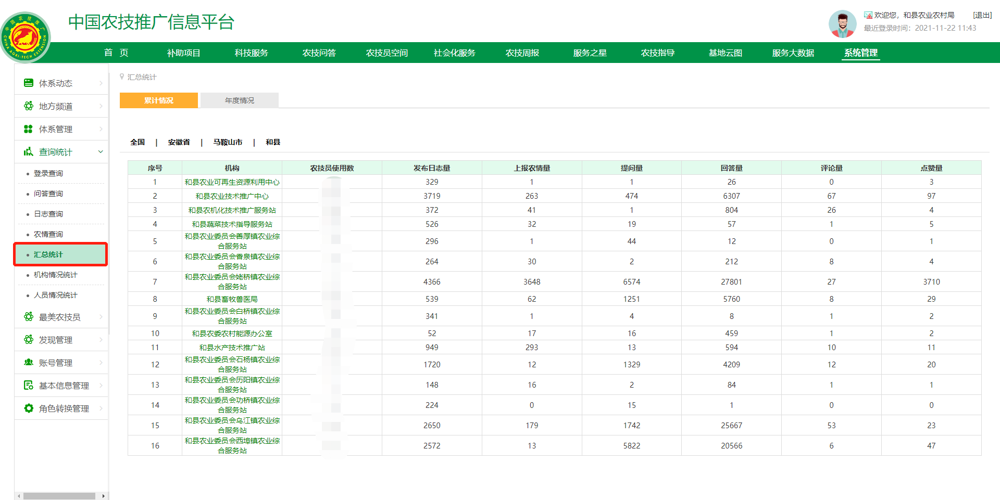 中国农技推广
CHINA AGRI-TECH EXTENSION
中国农技推广信息平台
欢迎您，和县农业农村局 [退出]
最近登录时间：2021-11-22 11:43
首 页 补助项目 科技服务 农技问答 农技员空间 社会化服务 农技周报 服务之星 农技指导 基地云图 服务大数据 系统管理
体系动态
地方频道
体系管理
查询统计
登录查询
问答查询
日志查询
农情查询
汇总统计
机构情况统计
人员情况统计
最美农技员
发现管理
账号管理
基本信息管理
角色转换管理
汇总统计
累计情况 年度情况
全国 | 安徽省 | 马鞍山市 | 和县
序号 机构 农技员使用数 发布日志量 上报农情量 提问量 回答量 评论量 点赞量
1 和县农业可再生资源利用中心 329 1 1 26 0 3
2 和县农业技术推广中心 3719 263 474 6307 67 97
3 和县农机化技术推广服务站 372 41 1 804 26 4
4 和县蔬菜技术指导服务站 526 32 19 57 1 5
5 和县农业委员会善厚镇农业综 296 1 44 12 0 1
合服务站
6 和县农业委员会香泉镇农业综 264 30 2 212 8 4
合服务站
7 和县农业委员会姥桥镇农业综 4366 3648 6574 27801 27 3710
合服务站
8 和县畜牧兽医局 539 62 1251 5760 8 29
9 和县农业委员会白桥镇农业综 341 1 4 8 1 2
合服务站
10 和县农委农村能源办公室 52 17 16 459 1 2
11 和县水产技术推广站 949 293 13 594 10 11
12 和县农业委员会石杨镇农业综 1720 12 1329 4209 12 20
合服务站
13 和县农业委员会历阳镇农业综 148 16 2 84 1 1
合服务站
14 和县农业委员会功桥镇农业综 224 0 15 1 0 0
合服务站
15 和县农业委员会乌江镇农业综 2650 179 1742 25667 53 23
合服务站
16 和县农业委员会西埠镇农业综 2572 13 5822 20566 6 47
合服务站